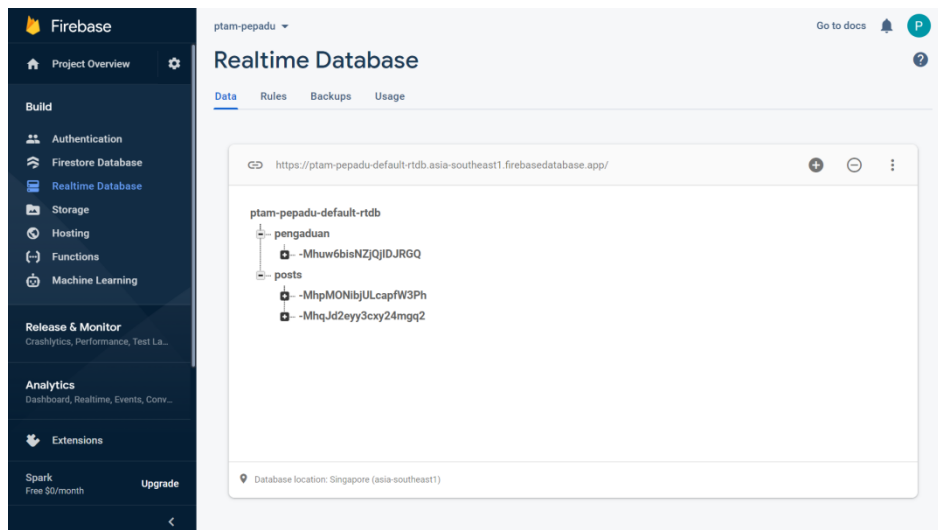 Firebase
Project Overview
Build
Authentication
Firestore Database
Realtime Database
Storage
Hosting
Functions
Machine Learning
Release & Monitor
Crashlytics, Performance, Test La...
Analytics
Dashboard, Realtime, Events, Conv...
Extensions
Spark
Free $0/month
Upgrade
ptam-pepadu
Go to docs
P
Realtime Database
?
Data Rules Backups Usage
https://ptam-pepadu-default-rtdb.asia-southeast1.firebasedatabase.app/
ptam-pepadu-default-rtdb
pengaduan
-Mhuw6bisNZjQjIDJRGQ
posts
-MhpMONibjULcapfW3Ph
-MhqJd2eyy3cxy24mgq2
Database location: Singapore (asia-southeast1)